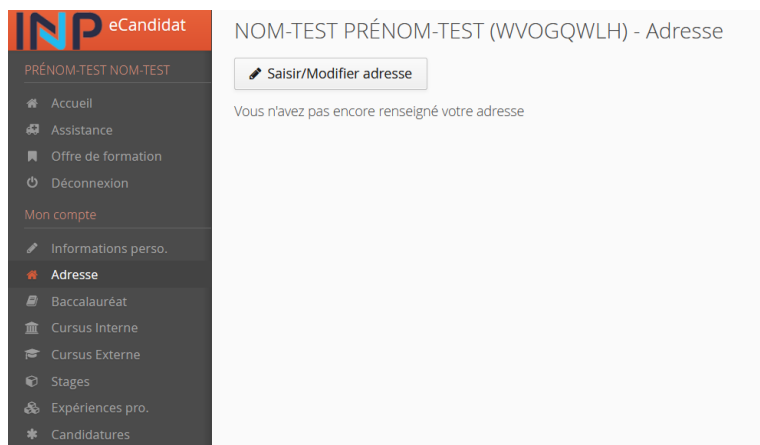 INP eCandidat
PRÉNOM-TEST NOM-TEST
Accueil
Assistance
Offre de formation
Déconnexion
Mon compte
Informations perso.
Adresse
Baccalauréat
Cursus Interne
Cursus Externe
Stages
Expériences pro.
Candidatures
NOM-TEST PRÉNOM-TEST (WVOGQWLH) - Adresse
Saisir/Modifier adresse
Vous n'avez pas encore renseigné votre adresse